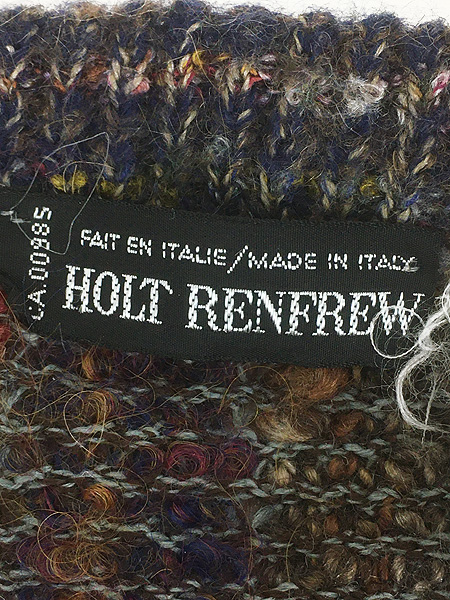 FAIT EN ITALIE/MADE IN ITALY
HOLT RENFREW
CA.00985